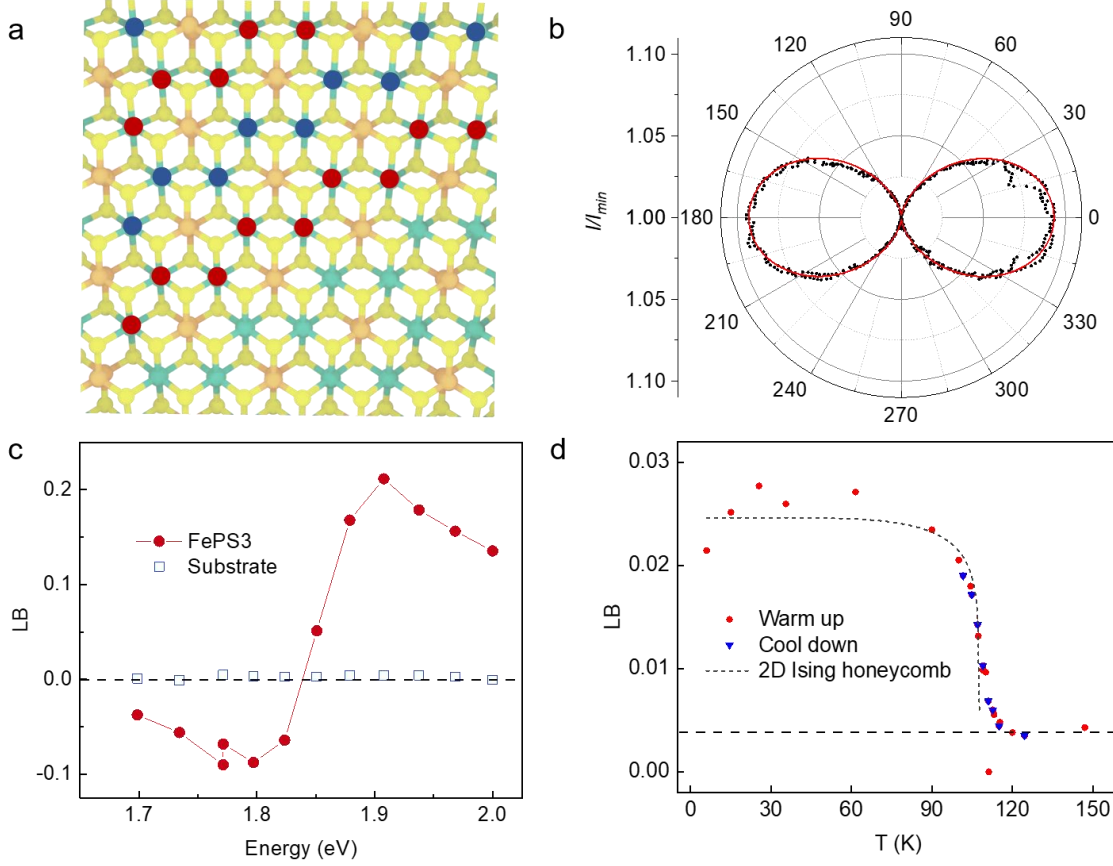 a
b
I/Imin
1.10
1.05
1.00
1.05
1.10
90
120
60
150
30
180
0
210
330
240
300
270
c
LB
0.2
0.1
0.0
-0.1
FePS3
Substrate
1.7
1.8
1.9
2.0
Energy (eV)
d
LB
0.03
0.02
0.01
0.00
Warm up
Cool down
2D Ising honeycomb
0
30
60
90
120
150
T (K)